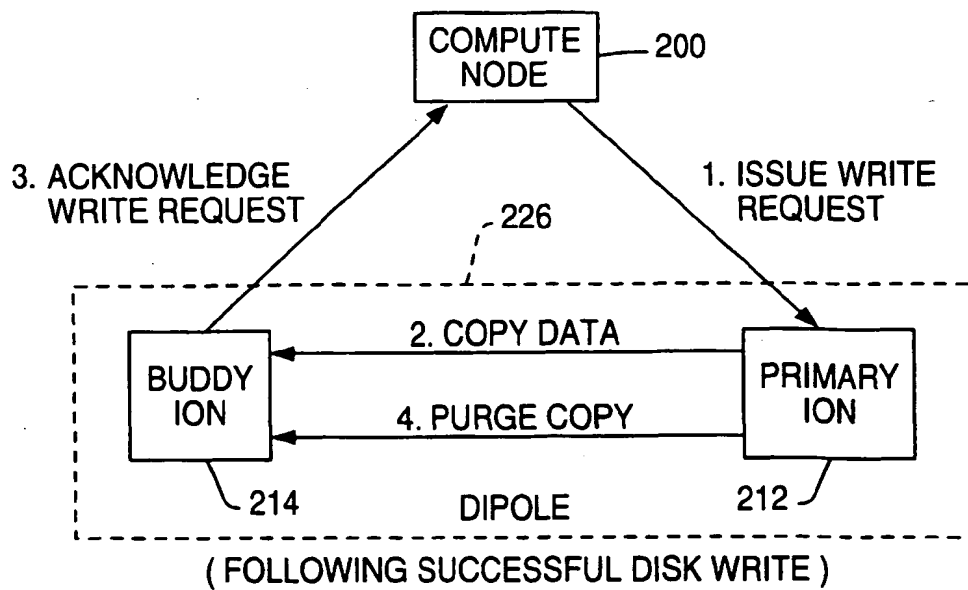 COMPUTE
NODE
200
3. ACKNOWLEDGE
WRITE REQUEST
1. ISSUE WRITE
REQUEST
226
2. COPY DATA
BUDDY
ION
PRIMARY
ION
4. PURGE COPY
214
DIPOLE
212
( FOLLOWING SUCCESSFUL DISK WRITE )